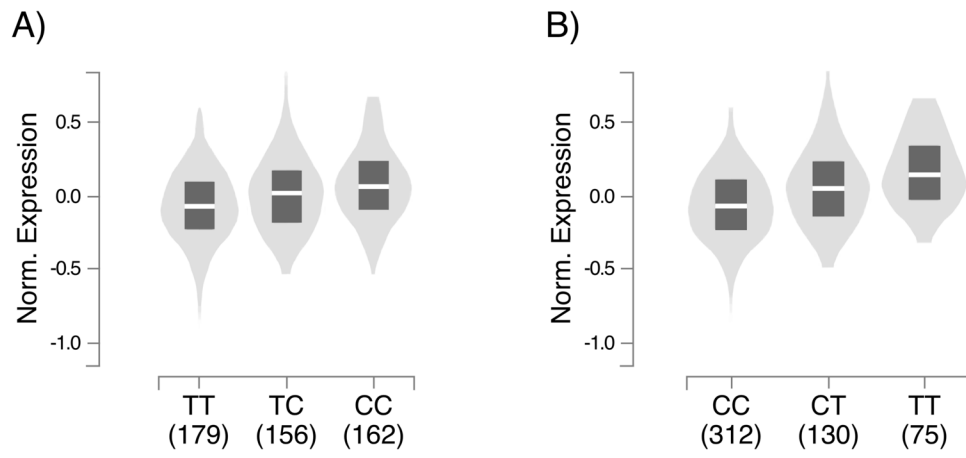 A)
Norm. Expression
0.5
0.0
-0.5
-1.0
TT
(179)
TC
(156)
CC
(162)
B)
Norm. Expression
0.5
0.0
-0.5
-1.0
CC
(312)
CT
(130)
TT
(75)